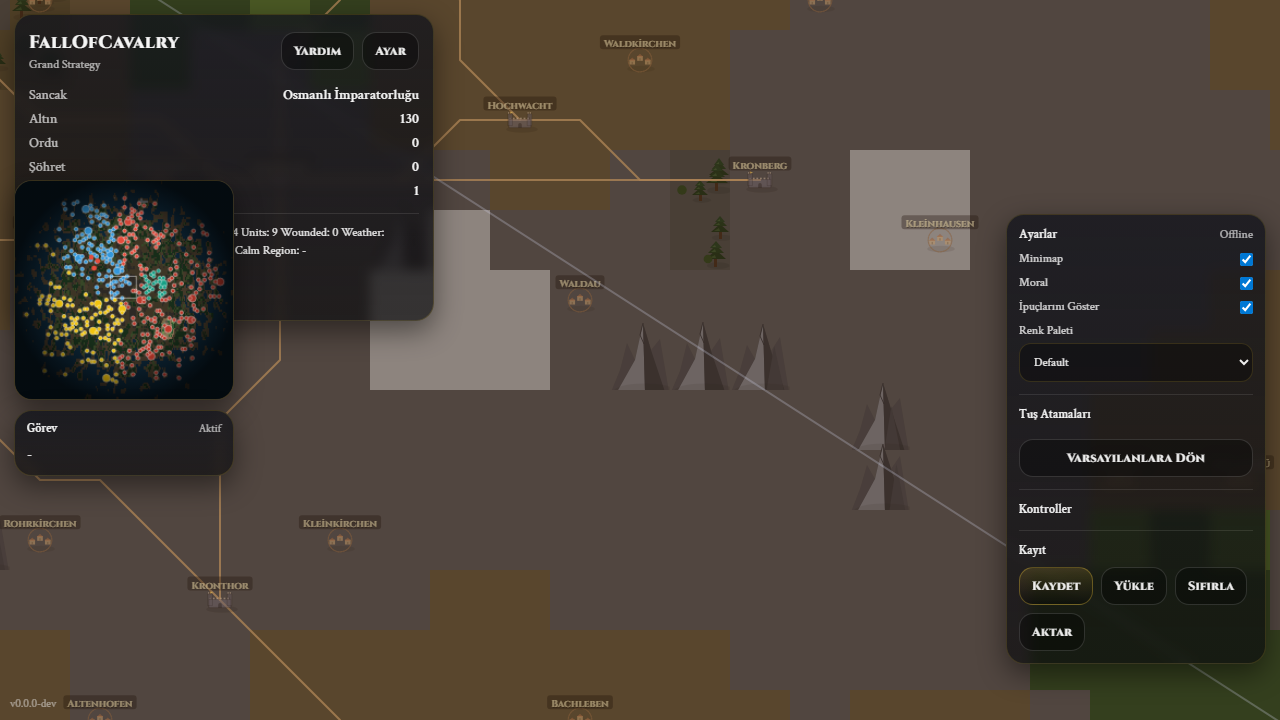 FallOfCavalry
Grand Strategy
Yardım
Ayar
Sancak Osmanlı İmparatorluğu
Altın 130
Ordu 0
Şöhret 0
1
4 Units: 9 Wounded: 0 Weather:
Calm Region: -
Görev Aktif
-
Waldkirchen
Hochwacht
Kronberg
Kleinhausen
Waldau
Rohrkirchen
Kleinkirchen
Kronthor
Altenhofen
Bachleben
v0.0.0-dev
Ayarlar Offline
Minimap
Moral
İpuçlarını Göster
Renk Paleti
Default
Tuş Atamaları
Varsayılanlara Dön
Kontroller
Kayıt
Kaydet
Yükle
Sıfırla
Aktar